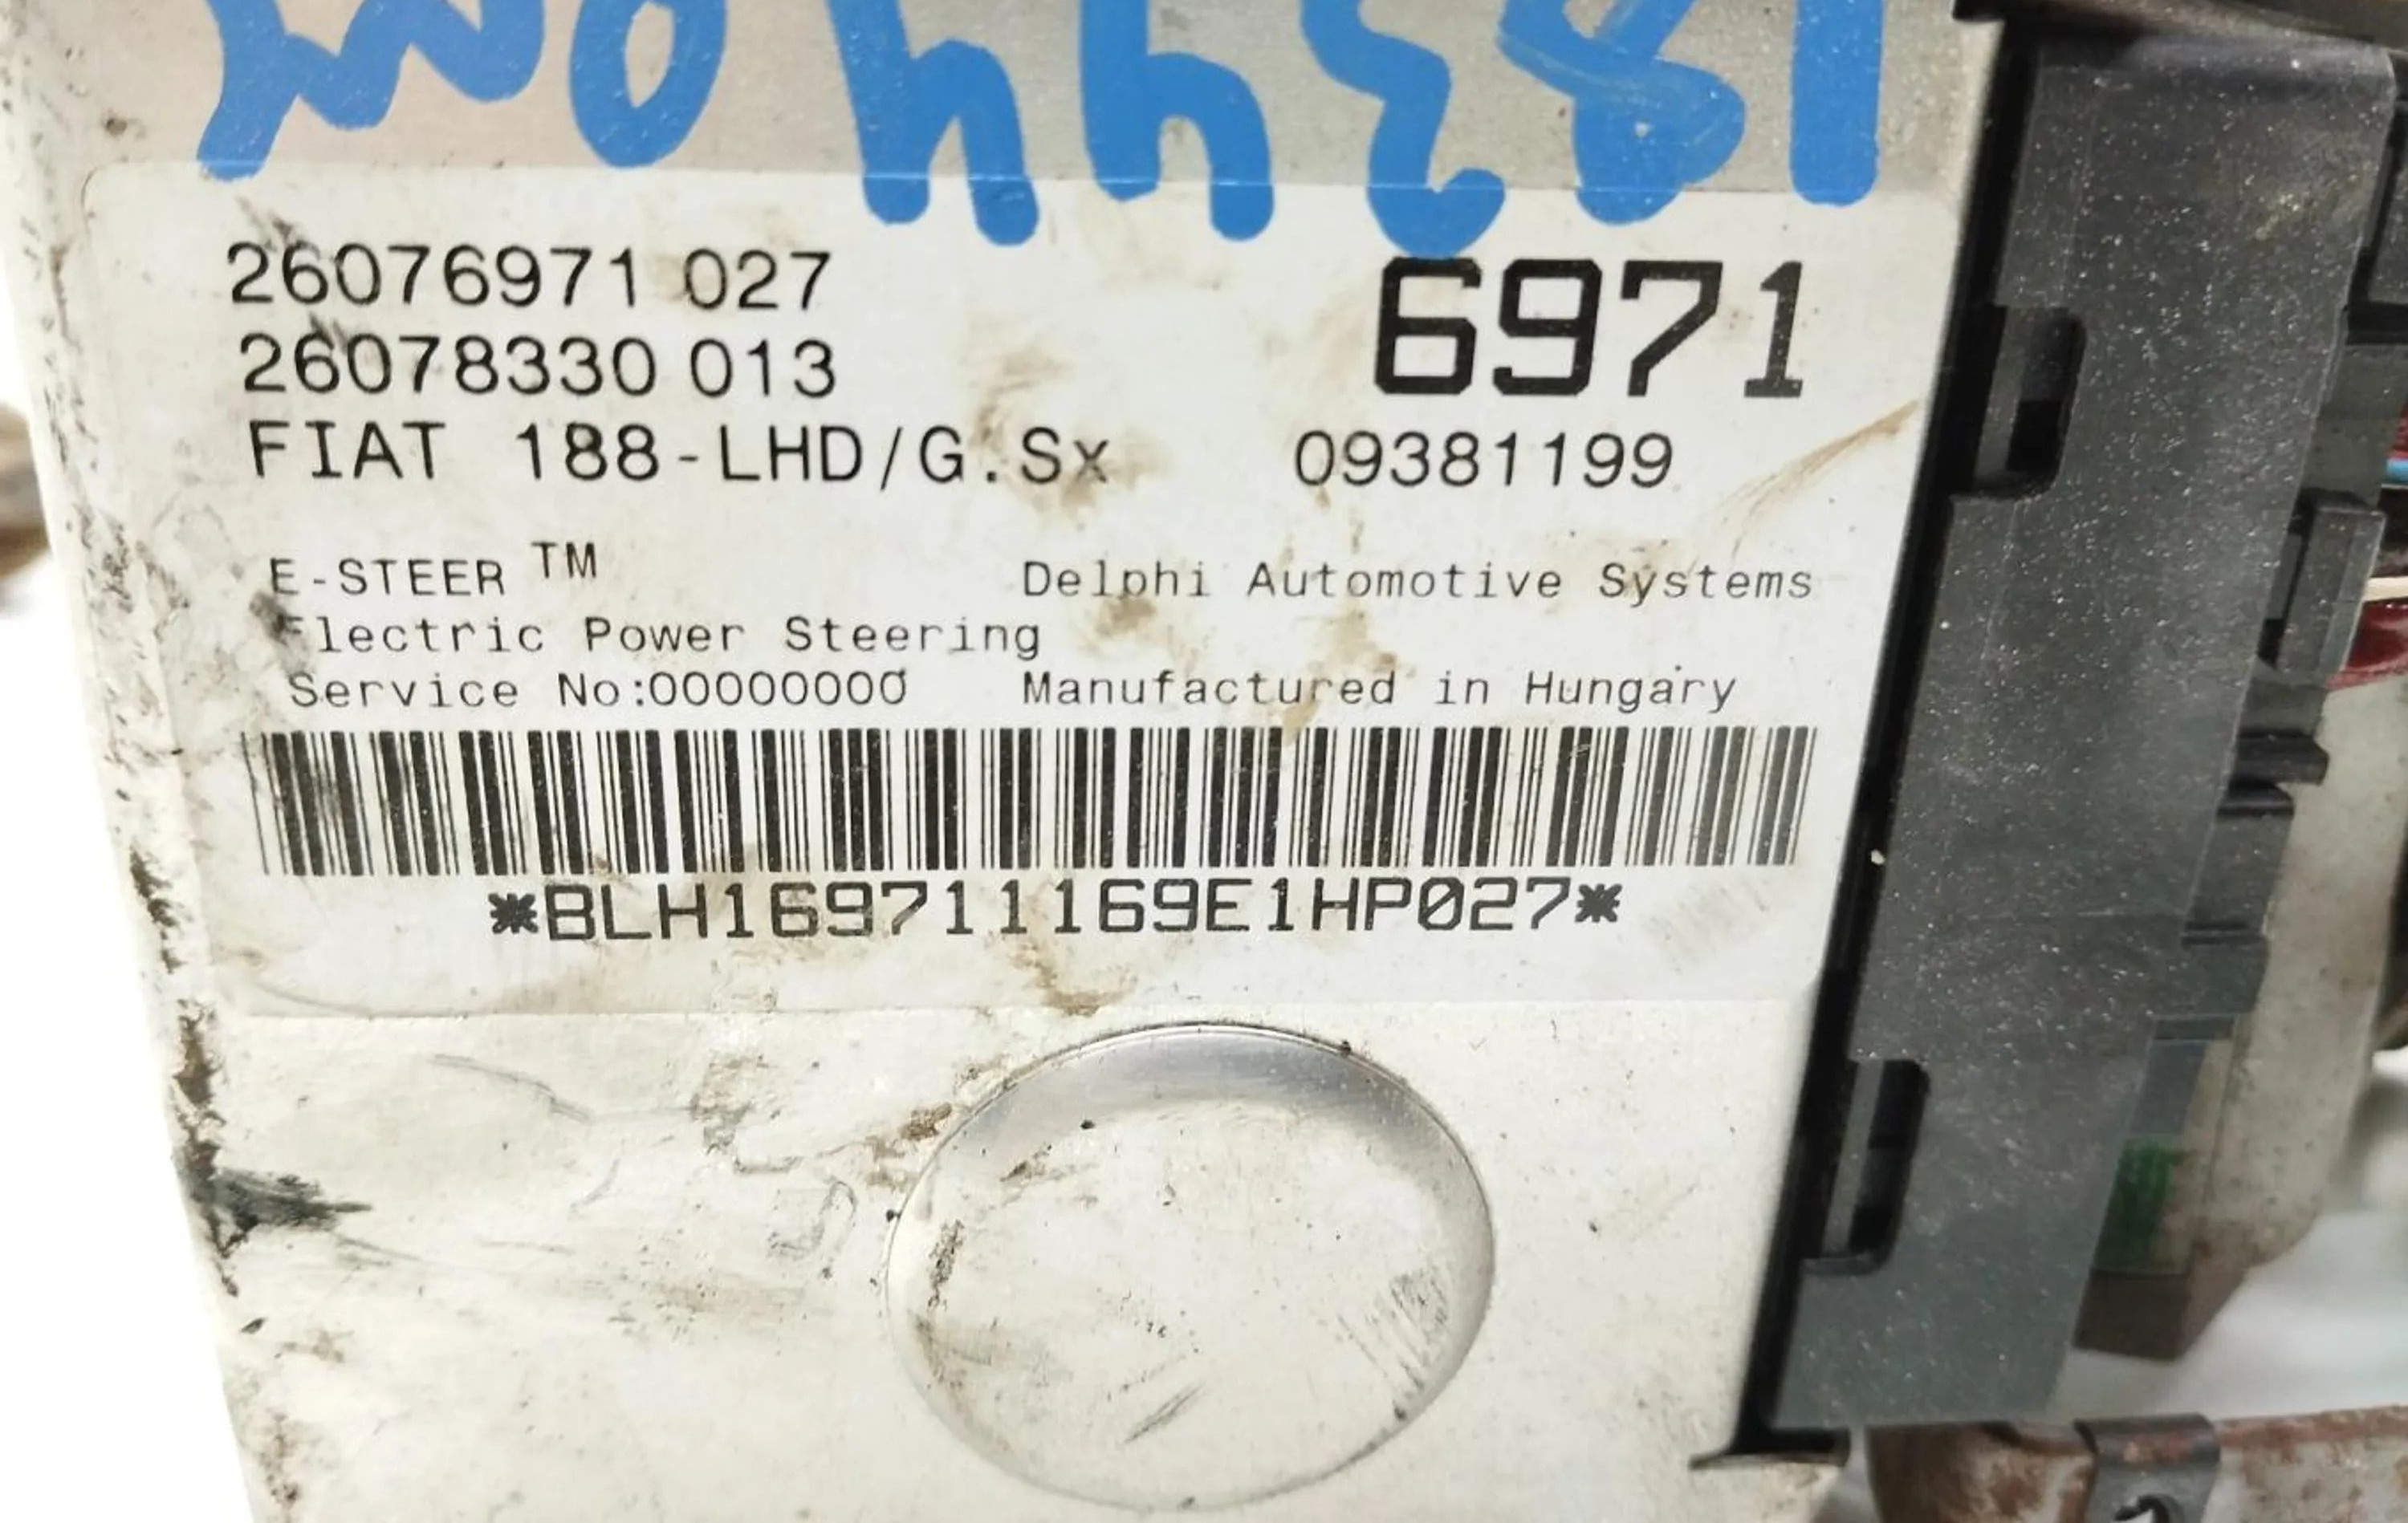 26076971 027 6971
26078330 013
FIAT 188-LHD/G.Sx 09381199
E-STEER TM Delphi Automotive Systems
Electric Power Steering
Service No:00000000 Manufactured in Hungary
*BLH169711169E1HP027*